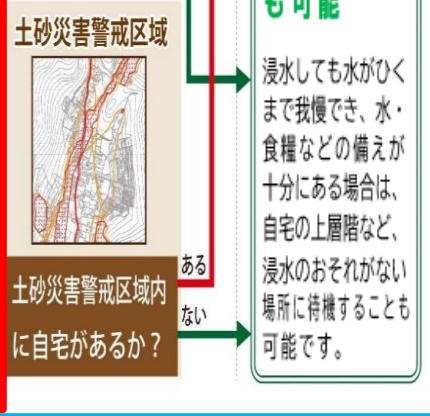 土砂災害警戒区域
土砂災害警戒区域内
に自宅があるか？
ある
ない
も可能
浸水しても水がひく
まで我慢でき、水・
食糧などの備えが
十分にある場合は、
自宅の上層階など、
浸水のおそれがない
場所に待機することも
可能です。